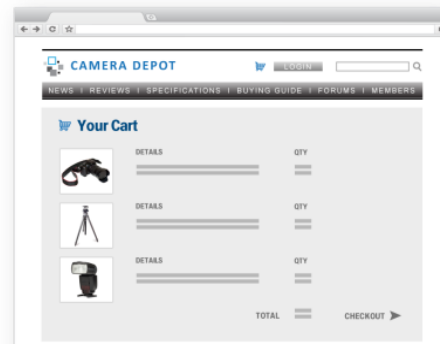 CAMERA DEPOT
LOGIN
NEWS | REVIEWS | SPECIFICATIONS | BUYING GUIDE | FORUMS | MEMBERS
Your Cart
DETAILS QTY
DETAILS QTY
DETAILS QTY
TOTAL CHECKOUT